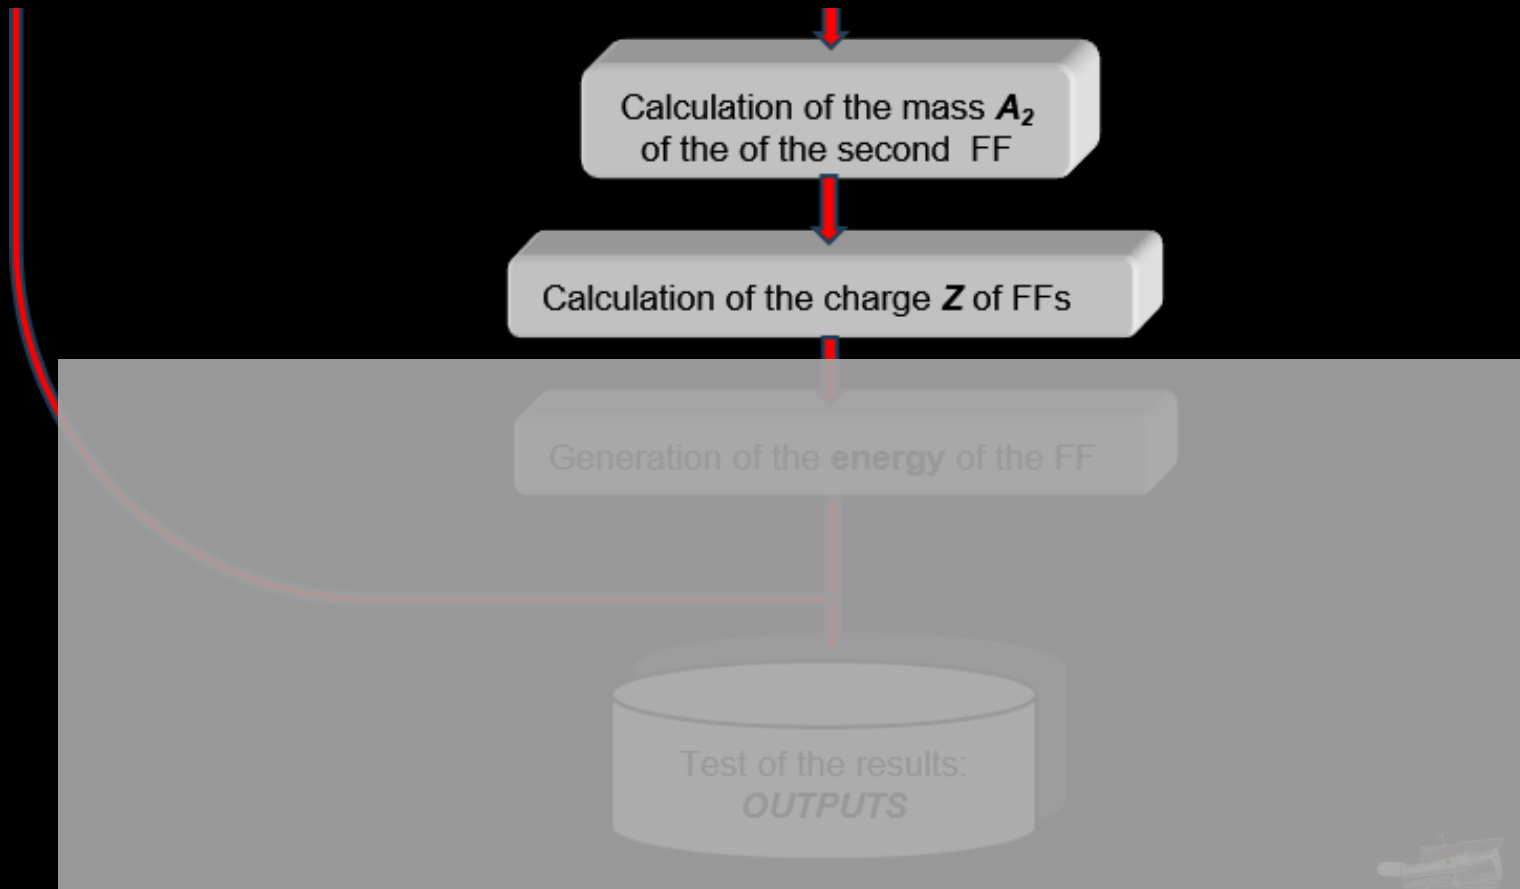 Calculation of the mass A₂
of the of the second FF
Calculation of the charge Z of FFs
Generation of the energy of the FF
Test of the results:
OUTPUTS